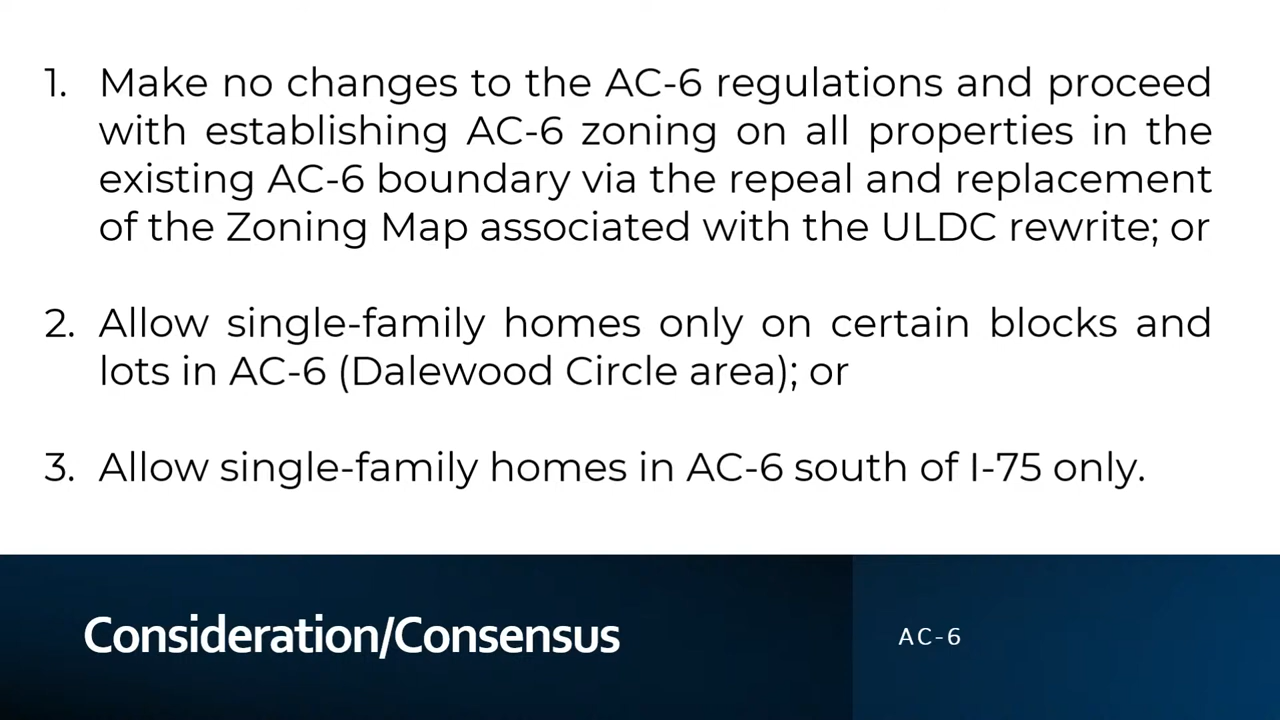 1. Make no changes to the AC-6 regulations and proceed
with establishing AC-6 zoning on all properties in the
existing AC-6 boundary via the repeal and replacement
of the Zoning Map associated with the ULDC rewrite; or
2. Allow single-family homes only on certain blocks and
lots in AC-6 (Dalewood Circle area); or
3. Allow single-family homes in AC-6 south of I-75 only.
Consideration/Consensus
AC-6